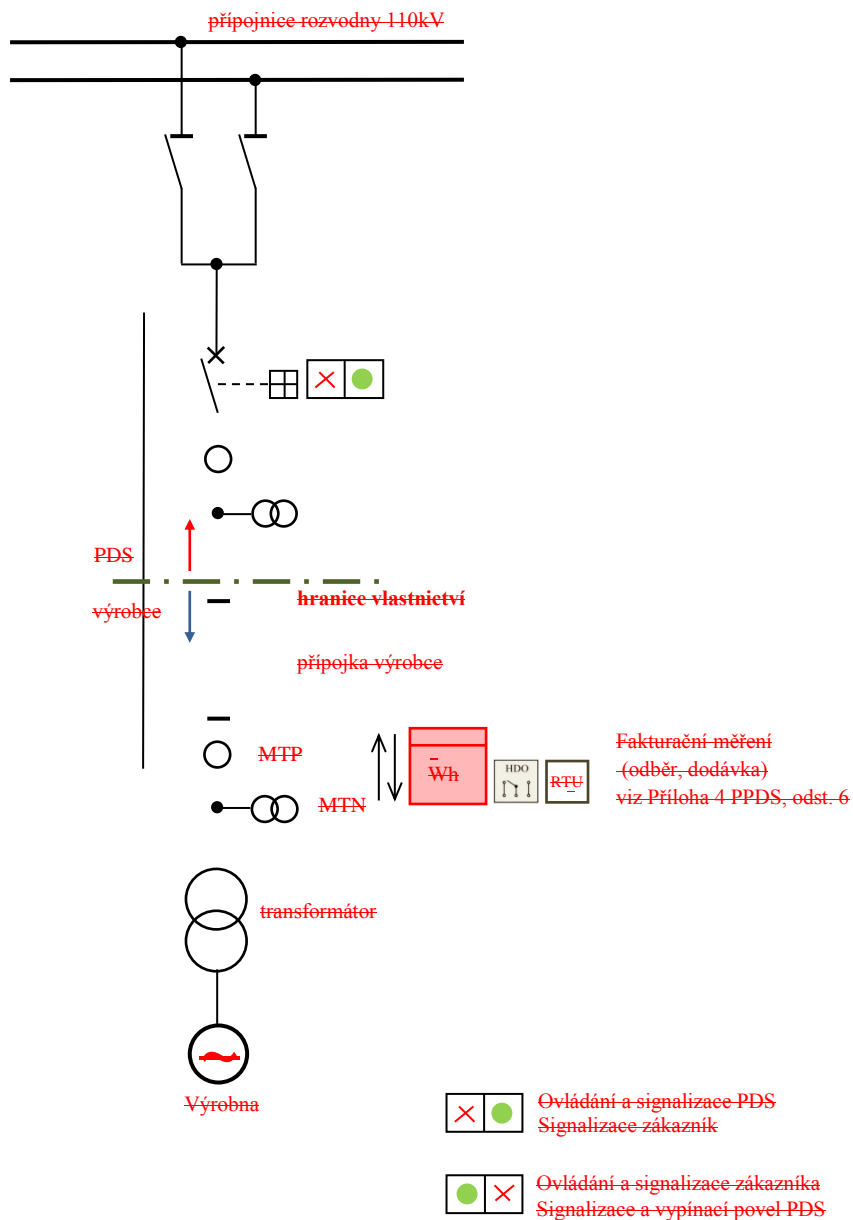 přípojnice rozvodny 110kV
PDS
hranice vlastnictví
výrobce
přípojka výrobce
Fakturační měření
(odběr, dodávka)
viz Příloha 4 PPDS, odst. 6
MTP
Wh
HDO
RTU
MTN
transformátor
Výrobna
Ovládání a signalizace PDS
Signalizace zákazník
Ovládání a signalizace zákazníka
Signalizace a vypínací povel PDS